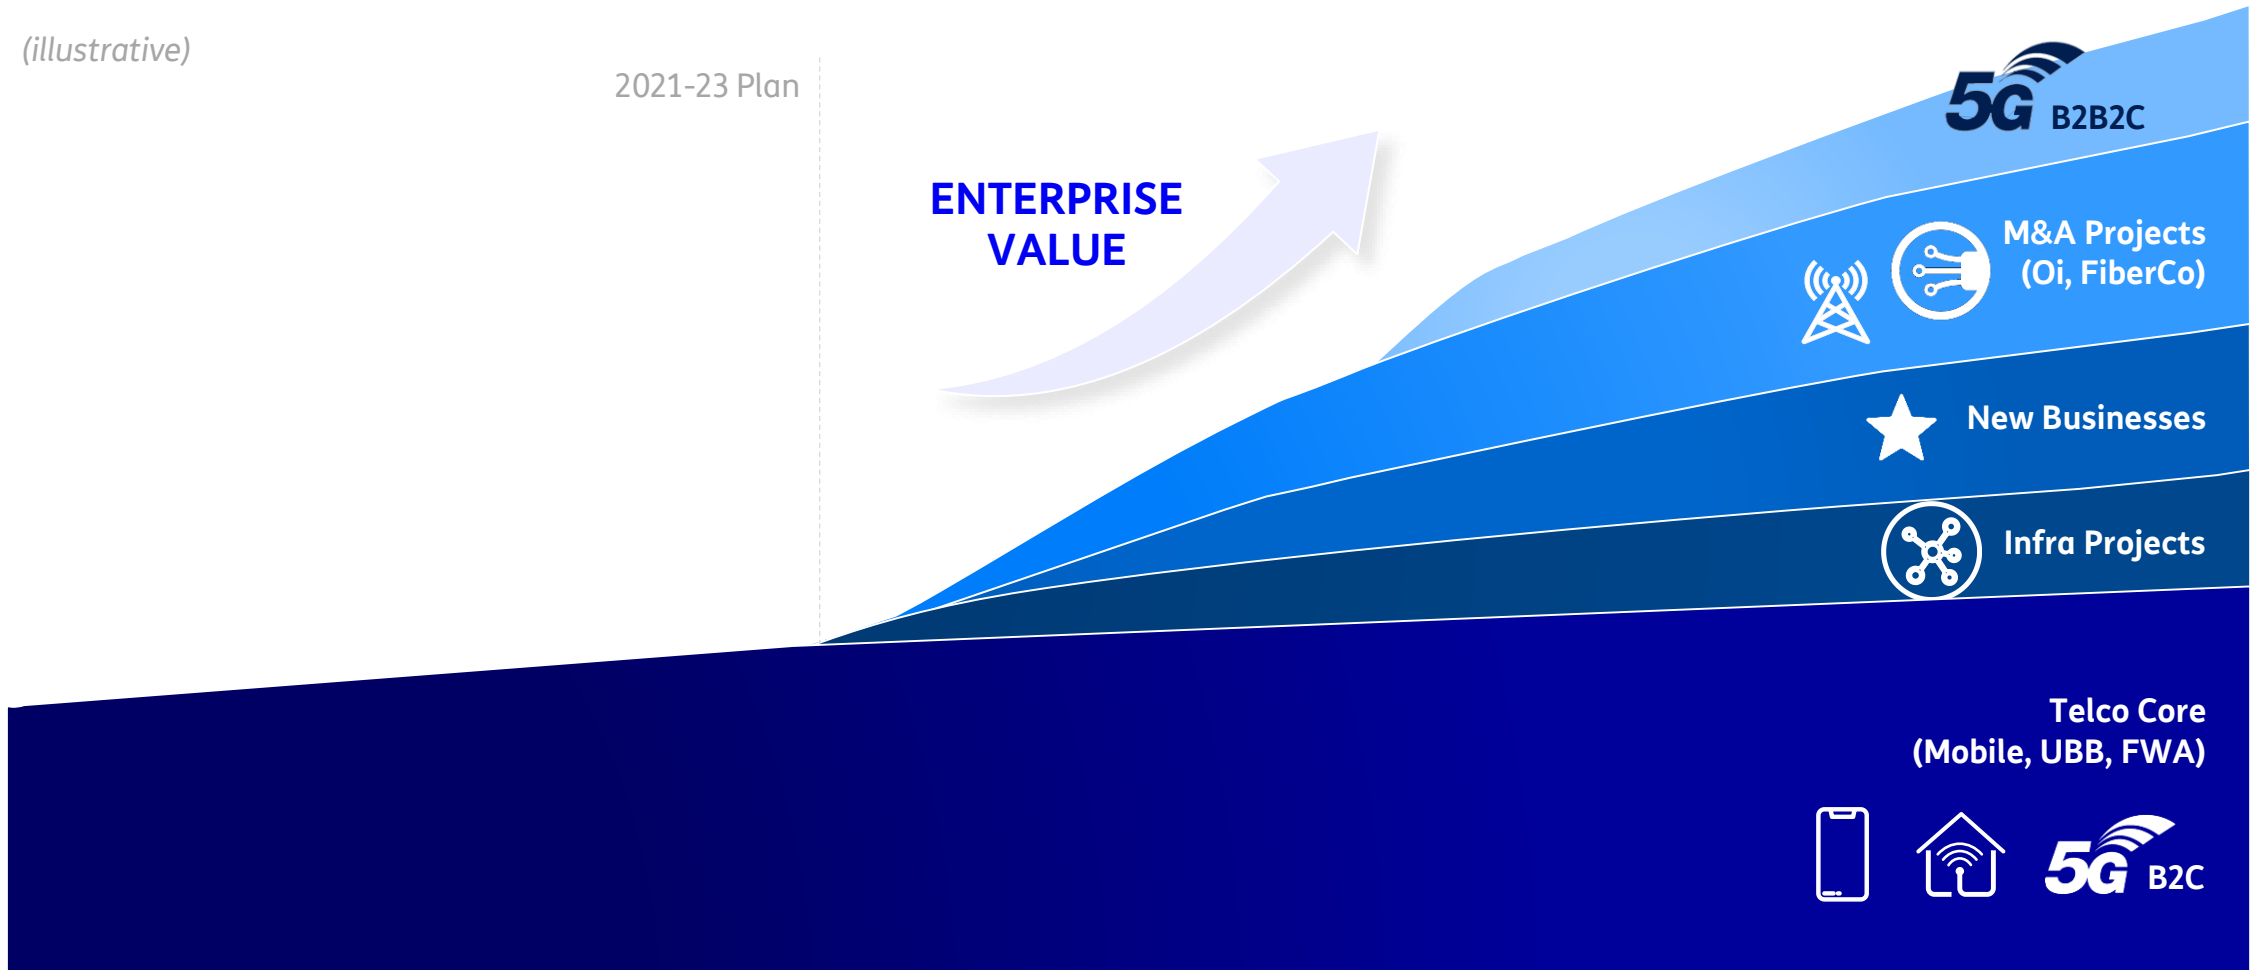 (illustrative)
2021-23 Plan
ENTERPRISE
VALUE
5G B2B2C
M&A Projects
(Oi, FiberCo)
New Businesses
Infra Projects
Telco Core
(Mobile, UBB, FWA)
5G B2C